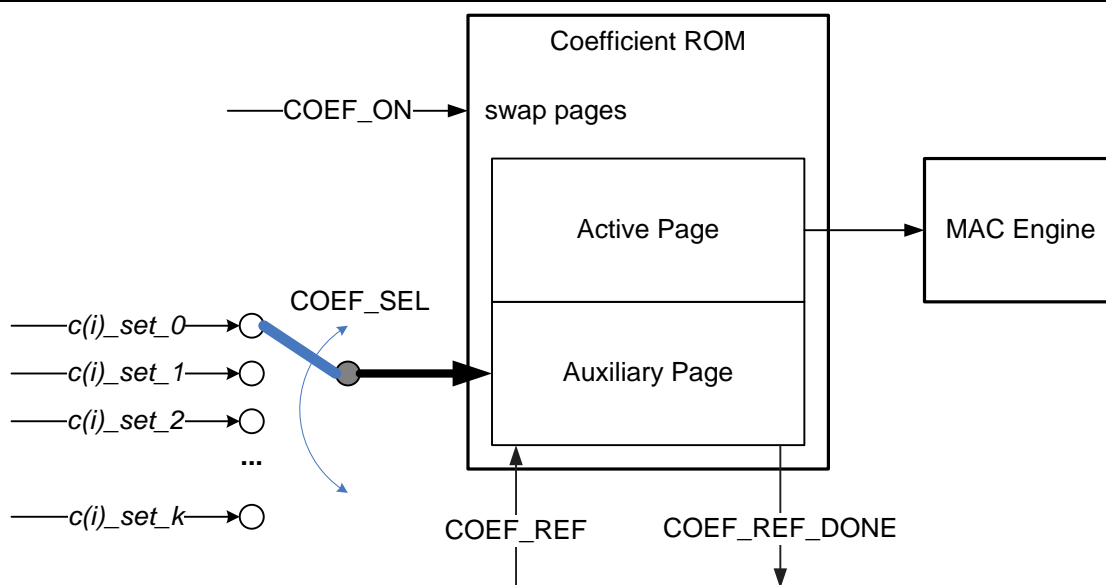 Coefficient ROM
COEF_ON
swap pages
Active Page
MAC Engine
COEF_SEL
c(i)_set_0
c(i)_set_1
Auxiliary Page
c(i)_set_2
...
c(i)_set_k
COEF_REF
COEF_REF_DONE